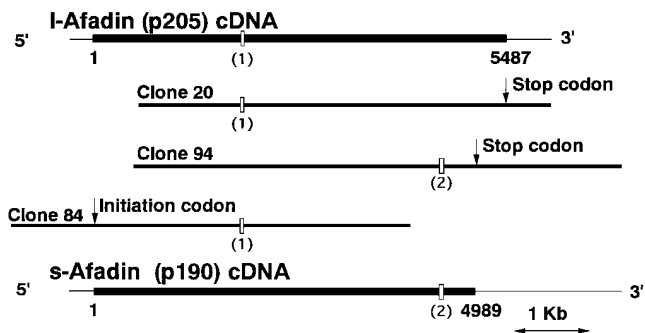 l-Afadin (p205) cDNA
5' 3'
1 (1) 5487
Clone 20 Stop codon
(1)
Clone 94 Stop codon
(2)
Clone 84 Initiation codon
(1)
s-Afadin (p190) cDNA
5' 3'
1 (2) 4989 1 Kb